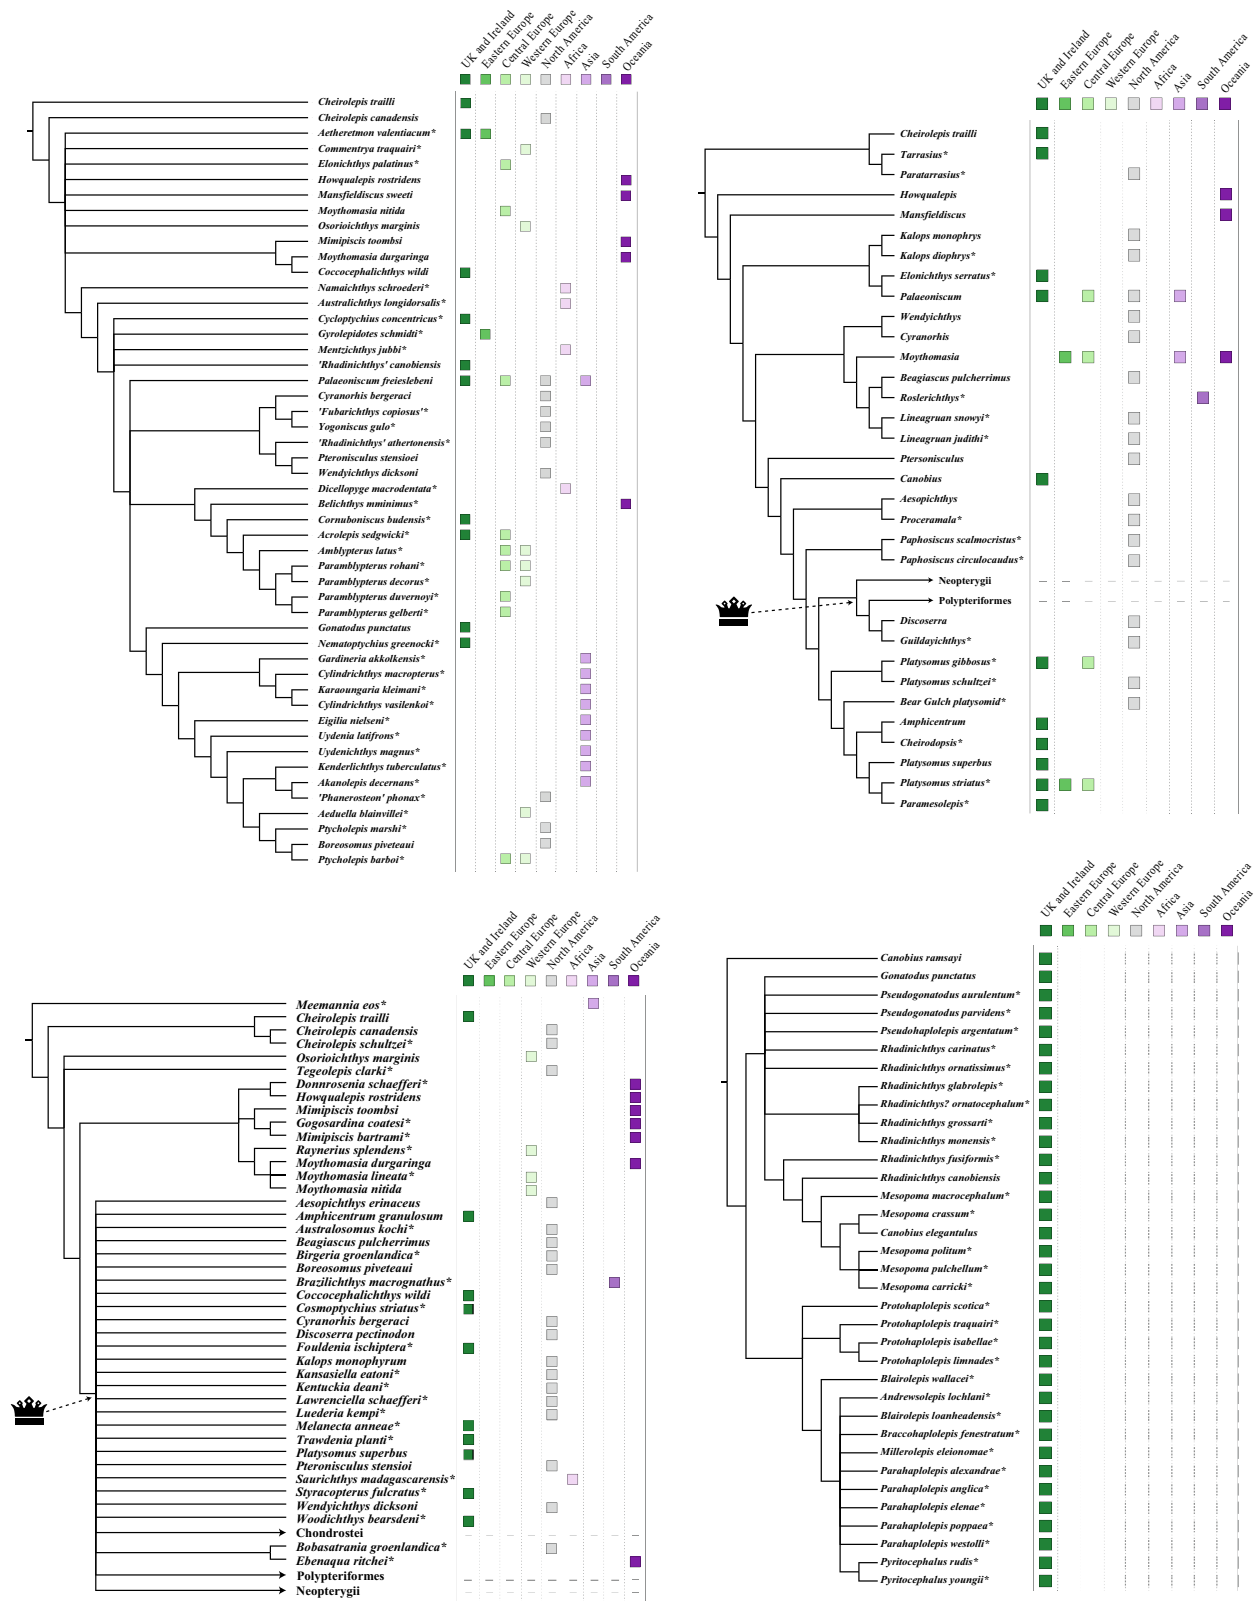 UK and Ireland
Eastern Europe
Central Europe
Western Europe
North America
Africa
Asia
South America
Oceania
Cheirolepis trailli
Cheirolepis canadensis
Aetheretmon valentiacum*
Commentrya traquairi*
Elonichthys palatinus*
Howqualepis rostridens
Mansfieldiscus sweeti
Moythomasia nitida
Osorioichthys marginis
Mimipiscis toombsi
Moythomasia durgaringa
Coccocephalichthys wildi
Namaichthys schroederi*
Australichthys longidorsalis*
Cycloptychius concentricus*
Gyrolepidotes schmidti*
Mentzichthys jubbi*
'Rhadinichthys' canobiensis
Palaeoniscum freieslebeni
Cyranorhis bergeraci
'Fubarichthys copiosus'*
Yogoniscus gulo*
'Rhadinichthys' athertonensis*
Pteronisculus stensioei
Wendyichthys dicksoni
Dicellopyge macrodentata*
Belichthys mminimus*
Cornuboniscus budensis*
Acrolepis sedgwicki*
Amblypterus latus*
Paramblypterus rohani*
Paramblypterus decorus*
Paramblypterus duvernoyi*
Paramblypterus gelberti*
Gonatodus punctatus
Nematoptychius greenocki*
Gardineria akkolkensis*
Cylindrichthys macropterus*
Karaoungaria kleimani*
Cylindrichthys vasilenkoi*
Eigilia nielseni*
Uydenia latifrons*
Uydenichthys magnus*
Kenderlichthys tuberculatus*
Akanolepis decernans*
'Phanerosteon' phonax*
Aeduella blainvillei*
Ptycholepis marshi*
Boreosomus piveteaui
Ptycholepis barboi*
UK and Ireland
Eastern Europe
Central Europe
Western Europe
North America
Africa
Asia
South America
Oceania
Cheirolepis trailli
Tarrasius*
Paratarrasius*
Howqualepis
Mansfieldiscus
Kalops monophrys
Kalops diophrys*
Elonichthys serratus*
Palaeoniscum
Wendyichthys
Cyranorhis
Moythomasia
Beagiascus pulcherrimus
Roslerichthys*
Lineagruan snowyi*
Lineagruan judithi*
Ptersonisculus
Canobius
Aesopichthys
Proceramala*
Paphosiscus scalmocristus*
Paphosiscus circulocaudus*
Neopterygii
Polypteriformes
Discoserra
Guildayichthys*
Platysomus gibbosus*
Platysomus schultzei*
Bear Gulch platysomid*
Amphicentrum
Cheirodopsis*
Platysomus superbus
Platysomus striatus*
Paramesolepis*
UK and Ireland
Eastern Europe
Central Europe
Western Europe
North America
Africa
Asia
South America
Oceania
Meemannia eos*
Cheirolepis trailli
Cheirolepis canadensis
Cheirolepis schultzei*
Osorioichthys marginis
Tegeolepis clarki*
Donnrosenia schaefferi*
Howqualepis rostridens
Mimipiscis toombsi
Gogosardina coatesi*
Mimipiscis bartrami*
Raynerius splendens*
Moythomasia durgaringa
Moythomasia lineata*
Moythomasia nitida
Aesopichthys erinaceus
Amphicentrum granulosum
Australosomus kochi*
Beagiascus pulcherrimus
Birgeria groenlandica*
Boreosomus piveteaui
Brazilichthys macrognathus*
Coccocephalichthys wildi
Cosmoptychius striatus*
Cyranorhis bergeraci
Discoserra pectinodon
Fouldenia ischiptera*
Kalops monophyrum
Kansasiella eatoni*
Kentuckia deani*
Lawrenciella schaefferi*
Luederia kempi*
Melanecta anneae*
Trawdenia planti*
Platysomus superbus
Pteronisculus stensioi
Saurichthys madagascarensis*
Styracopterus fulcratus*
Wendyichthys dicksoni
Woodichthys bearsdeni*
Chondrostei
Bobasatrania groenlandica*
Ebenaqua ritchei*
Polypteriformes
Neopterygii
UK and Ireland
Eastern Europe
Central Europe
Western Europe
North America
Africa
Asia
South America
Oceania
Canobius ramsayi
Gonatodus punctatus
Pseudogonatodus aurulentum*
Pseudogonatodus parvidens*
Pseudohaplolepis argentatum*
Rhadinichthys carinatus*
Rhadinichthys ornatissimus*
Rhadinichthys glabrolepis*
Rhadinichthys? ornatocephalum*
Rhadinichthys grossarti*
Rhadinichthys monensis*
Rhadinichthys fusiformis*
Rhadinichthys canobiensis
Mesopoma macrocephalum*
Mesopoma crassum*
Canobius elegantulus
Mesopoma politum*
Mesopoma pulchellum*
Mesopoma carricki*
Protohaplolepis scotica*
Protohaplolepis traquairi*
Protohaplolepis isabellae*
Protohaplolepis limnades*
Blairolepis wallacei*
Andrewsolepis lochlani*
Blairolepis loanheadensis*
Braccohaplolepis fenestratum*
Millerolepis eleionomae*
Parahaplolepis alexandrae*
Parahaplolepis anglica*
Parahaplolepis elenae*
Parahaplolepis poppaea*
Parahaplolepis westolli*
Pyritocephalus rudis*
Pyritocephalus youngii*